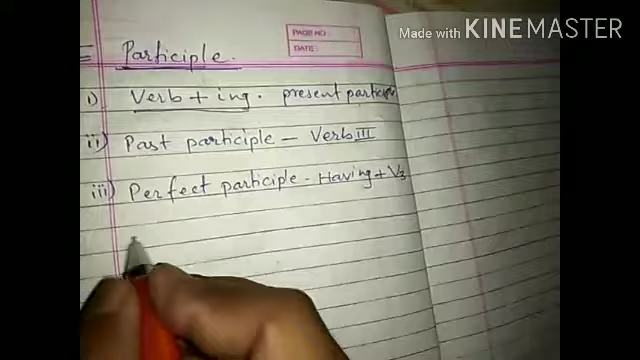 Made with KINEMASTER
PAGE NO:
DATE:
= Participle.
i) Verb + ing. present participle
ii) Past participle – Verb III
iii) Perfect participle - Having + V3